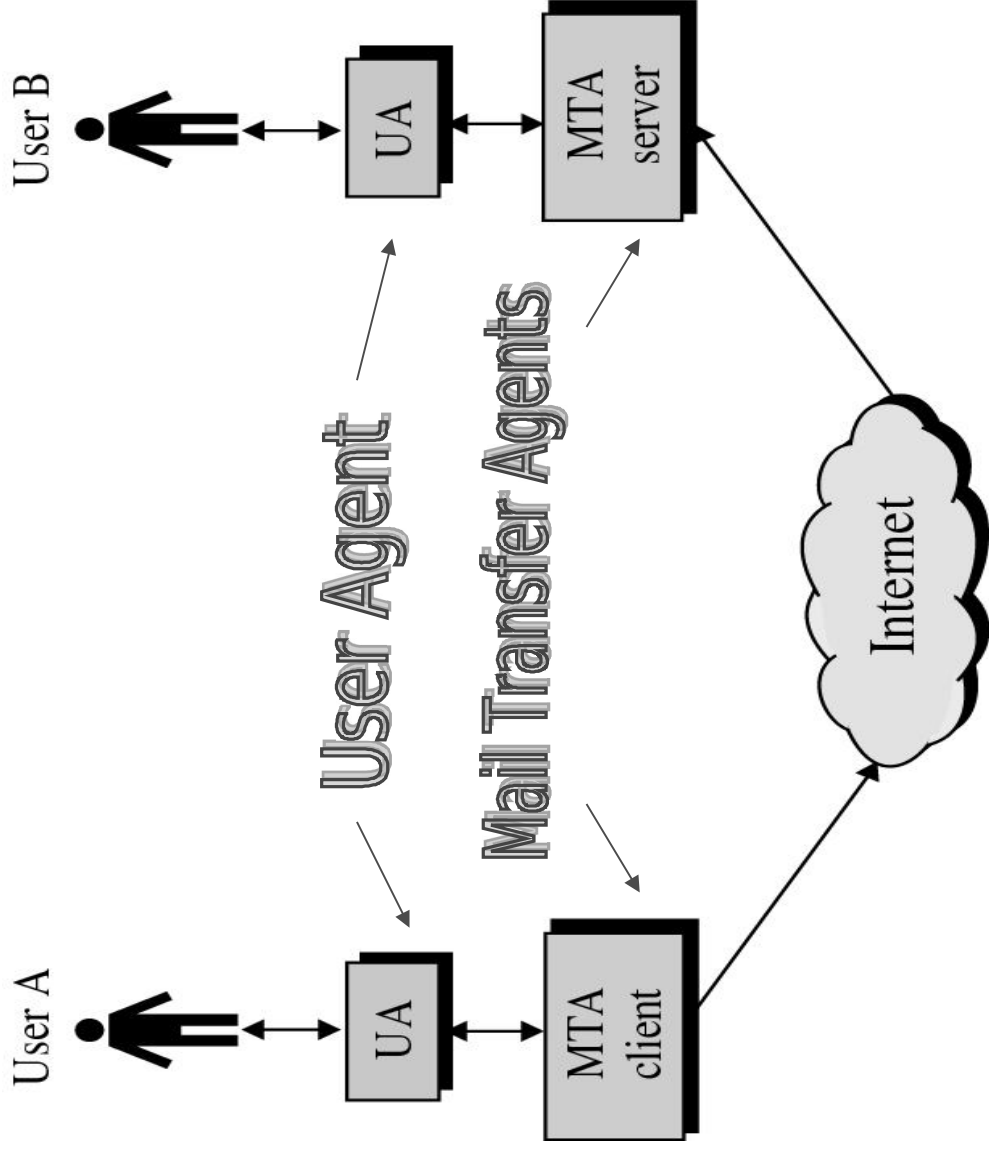 User A
User B
UA
UA
User Agent
MTA
client
MTA
server
Mail Transfer Agents
Internet